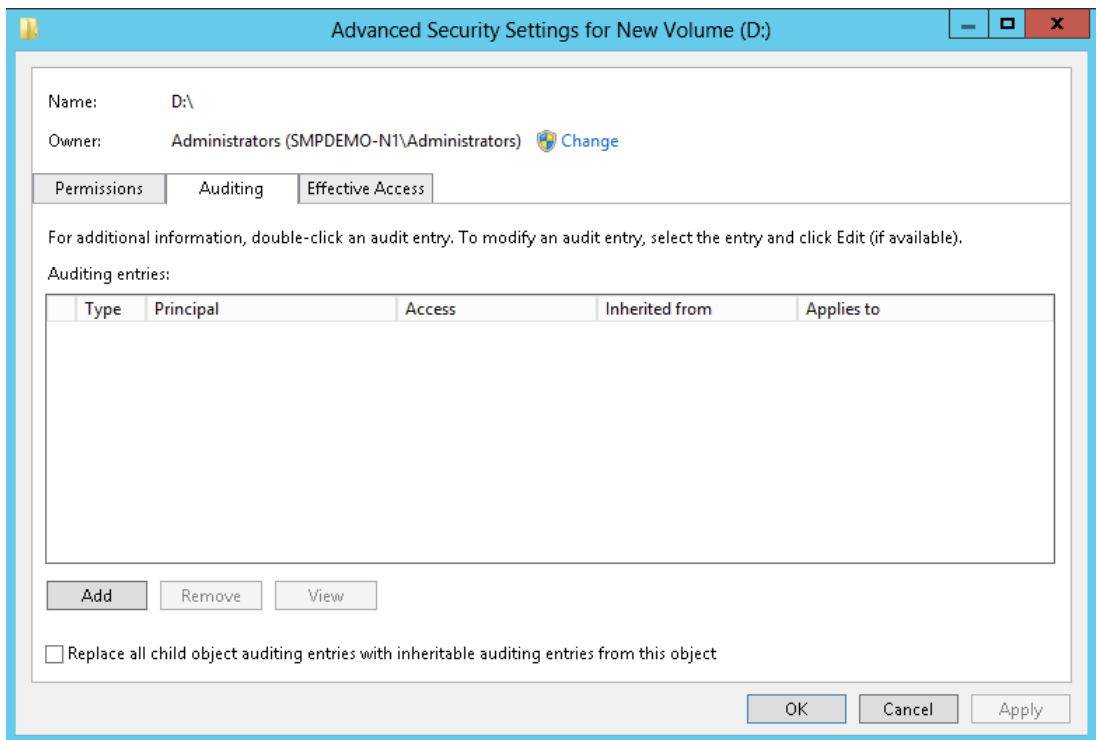 Advanced Security Settings for New Volume (D:)
Name: D:\
Owner: Administrators (SMPDEMO-N1\Administrators) Change
Permissions Auditing Effective Access
For additional information, double-click an audit entry. To modify an audit entry, select the entry and click Edit (if available).
Auditing entries:
Type Principal Access Inherited from Applies to
Add Remove View
Replace all child object auditing entries with inheritable auditing entries from this object
OK Cancel Apply